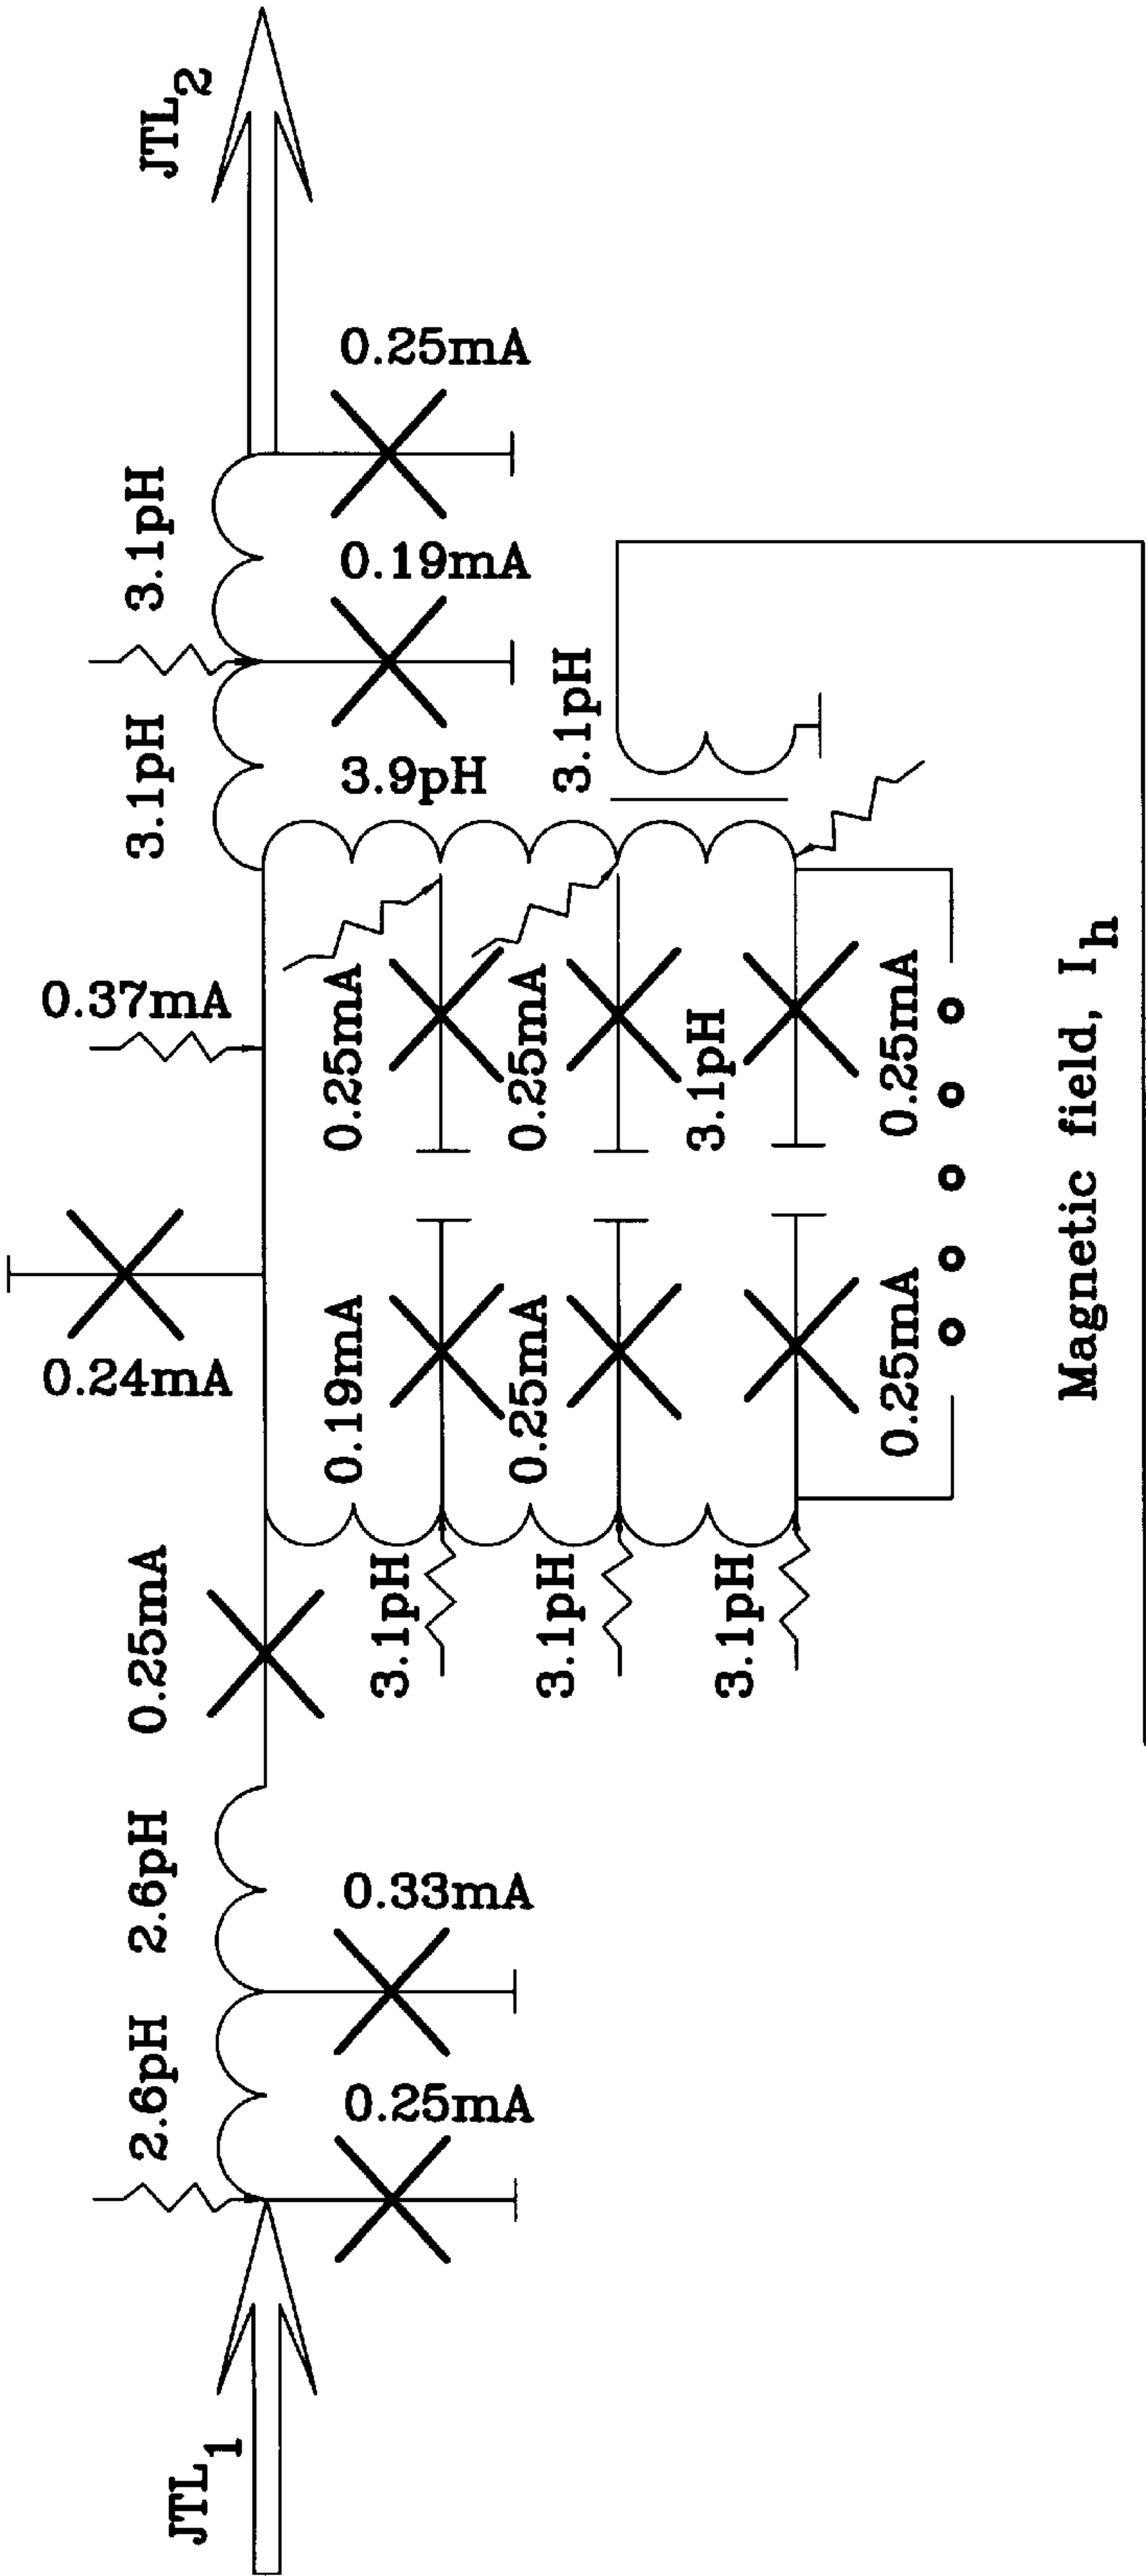 JTL2
0.25mA
3.1pH
0.19mA
3.1pH
3.9pH
3.1pH
0.37mA
0.25mA
0.25mA
3.1pH
0.25mA
0.24mA
0.19mA
0.25mA
0.25mA
Magnetic field, Ih
0.25mA
3.1pH
3.1pH
3.1pH
2.6pH
0.33mA
2.6pH
0.25mA
JTL1